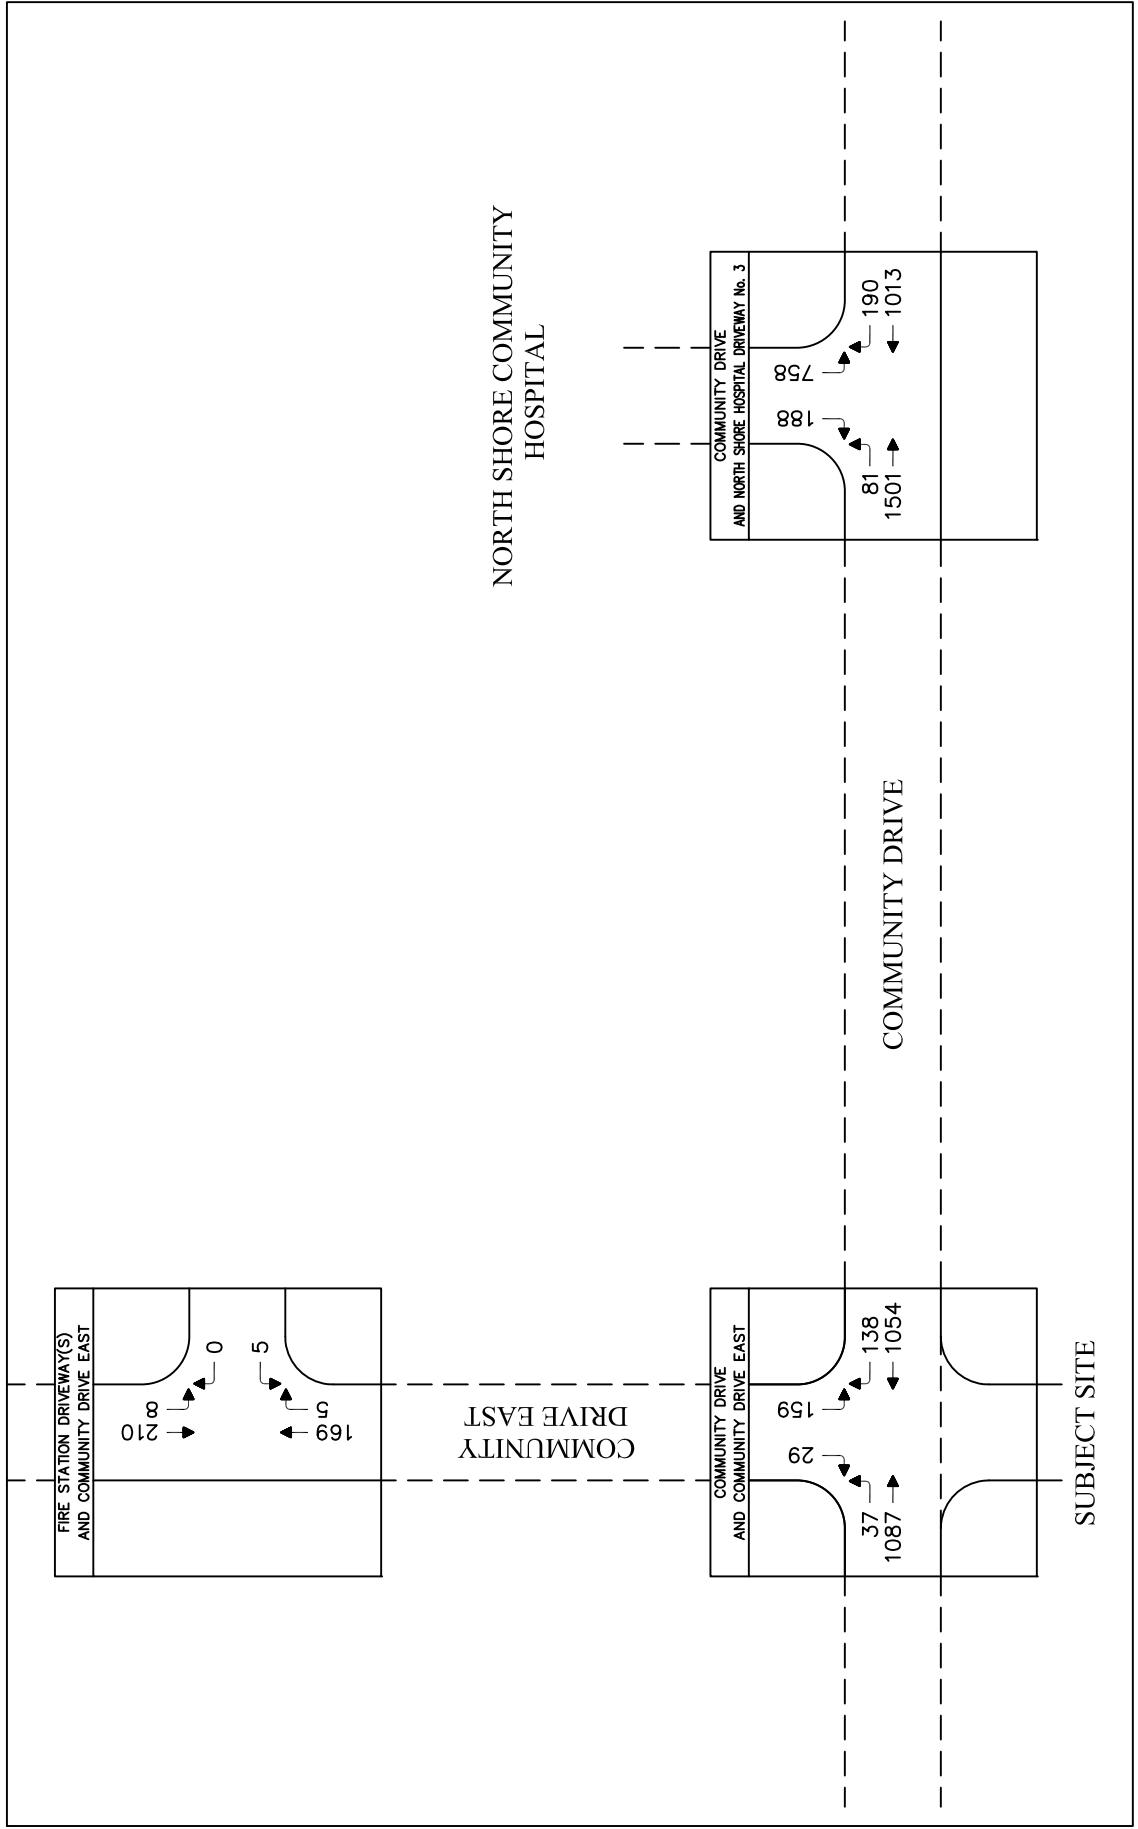 FIRE STATION DRIVEWAY(S)
AND COMMUNITY DRIVE EAST
210
8
0
5
5
169
COMMUNITY
DRIVE EAST
NORTH SHORE COMMUNITY
HOSPITAL
COMMUNITY DRIVE
AND COMMUNITY DRIVE EAST
29
159
37
1087
138
1054
COMMUNITY DRIVE
COMMUNITY DRIVE
AND NORTH SHORE HOSPITAL DRIVEWAY No. 3
188
758
81
1501
190
1013
SUBJECT SITE